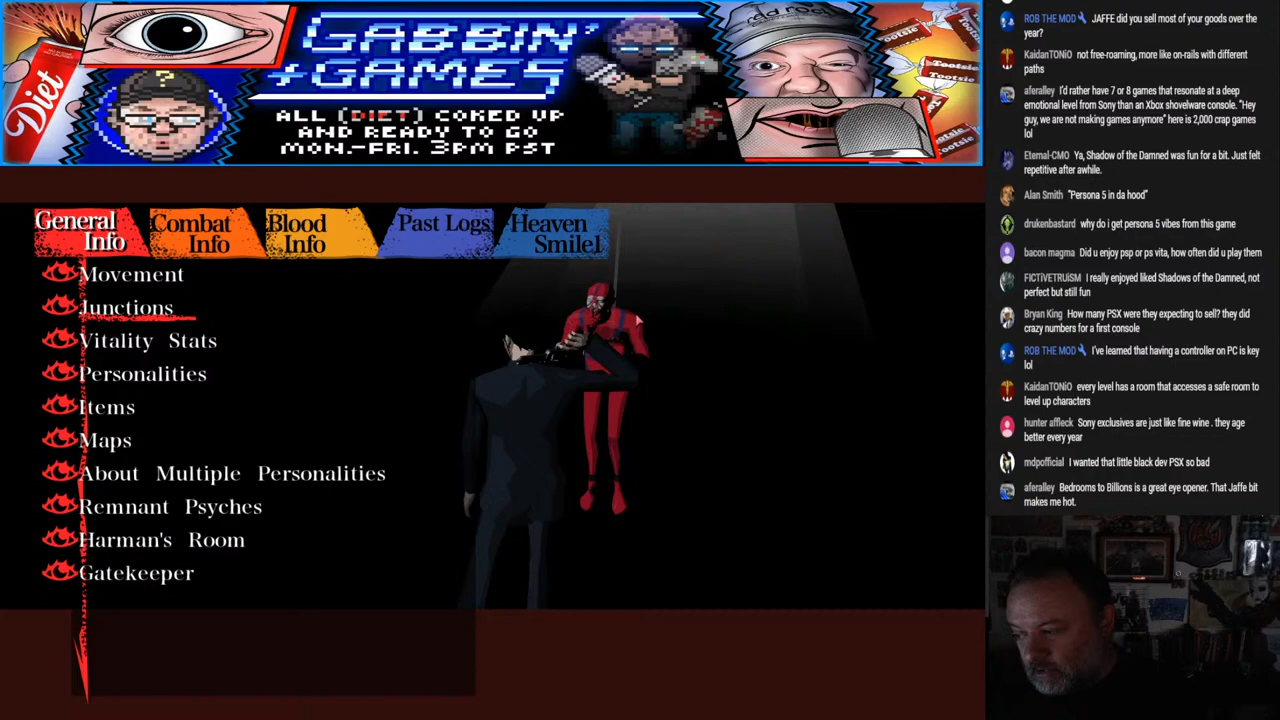 GABBIN'
+GAMES
ALL (DIET) COKED UP
AND READY TO GO
MON.-FRI. 3PM PST
Diet
?
red rock
Tootsie
Tootsie
Tootsie
Tootsie
General
Info
Combat
Info
Blood
Info
Past Logs
Heaven
Smile1
Movement
Junctions
Vitality Stats
Personalities
Items
Maps
About Multiple Personalities
Remnant Psyches
Harman's Room
Gatekeeper
ROB THE MOD JAFFE did you sell most of your goods over the
year?
KaidanTONiO not free-roaming, more like on-rails with different
paths
aferalley I'd rather have 7 or 8 games that resonate at a deep
emotional level from Sony than an Xbox shovelware console. "Hey
guy, we are not making games anymore" here is 2,000 crap games
lol
Eternal-CMO Ya, Shadow of the Damned was fun for a bit. Just felt
repetitive after awhile.
Alan Smith "Persona 5 in da hood"
drukenbastard why do i get persona 5 vibes from this game
bacon magma Did u enjoy psp or ps vita, how often did u play them
FICTiVETRUiSM I really enjoyed liked Shadows of the Damned, not
perfect but still fun
Bryan King How many PSX were they expecting to sell? they did
crazy numbers for a first console
ROB THE MOD I've learned that having a controller on PC is key
lol
KaidanTONiO every level has a room that accesses a safe room to
level up characters
hunter affleck Sony exclusives are just like fine wine . they age
better every year
mdpofficial I wanted that little black dev PSX so bad
aferalley Bedrooms to Billions is a great eye opener. That Jaffe bit
makes me hot.